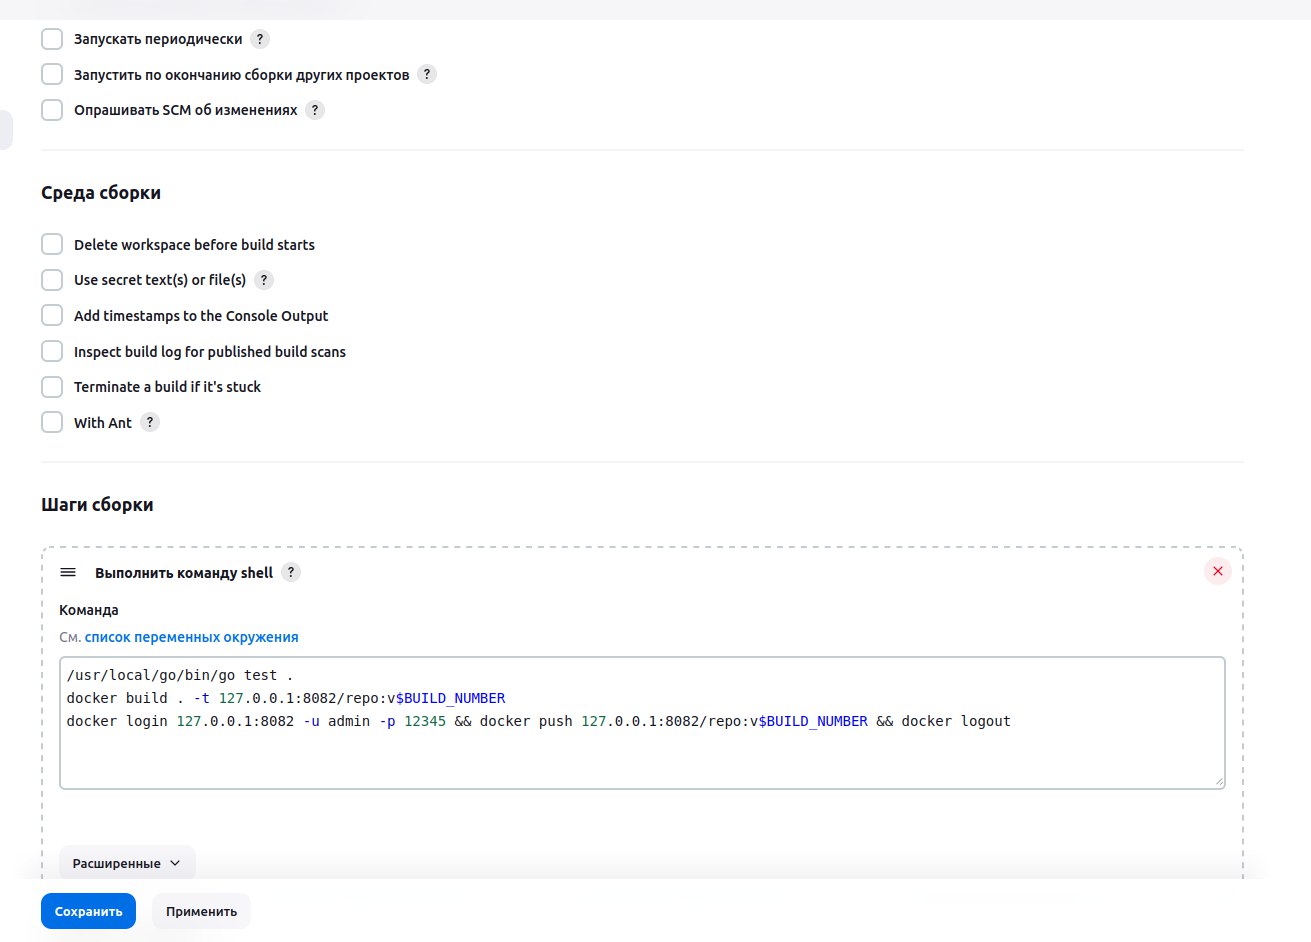 Запускать периодически ?
Запустить по окончанию сборки других проектов ?
Опрашивать SCM об изменениях ?
Среда сборки
Delete workspace before build starts
Use secret text(s) or file(s) ?
Add timestamps to the Console Output
Inspect build log for published build scans
Terminate a build if it's stuck
With Ant ?
Шаги сборки
Выполнить команду shell ?
Команда
См. список переменных окружения
/usr/local/go/bin/go test .
docker build . -t 127.0.0.1:8082/repo:v$BUILD_NUMBER
docker login 127.0.0.1:8082 -u admin -p 12345 && docker push 127.0.0.1:8082/repo:v$BUILD_NUMBER && docker logout
Расширенные
Сохранить Применить